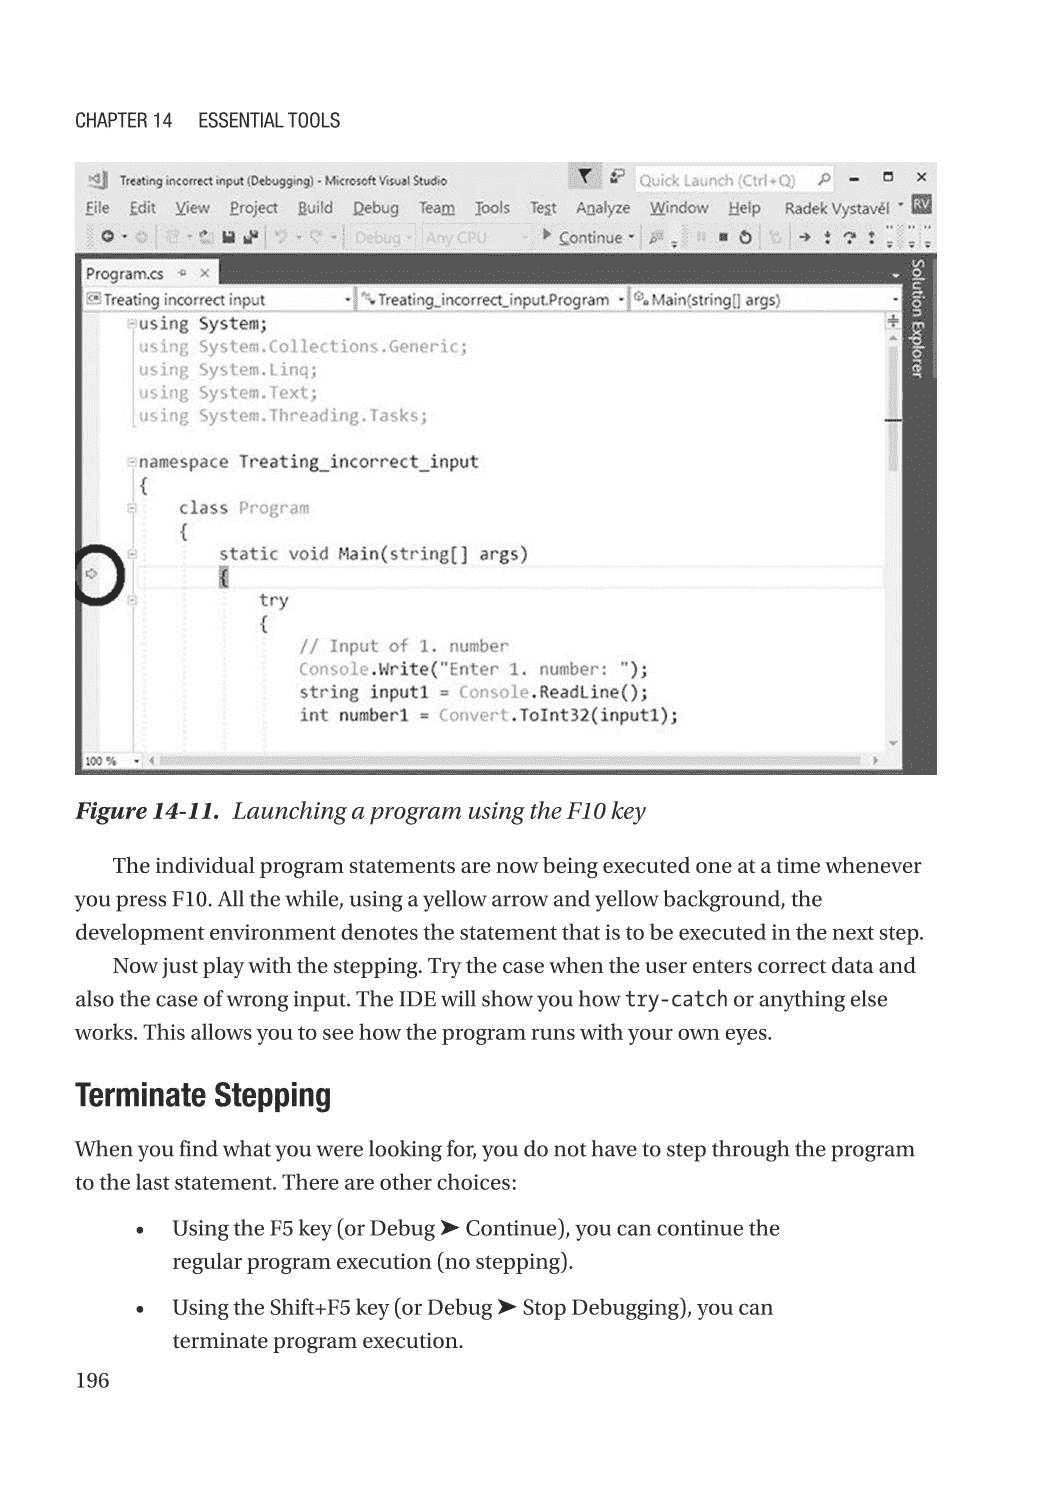 CHAPTER 14 ESSENTIAL TOOLS
Treating incorrect input (Debugging) - Microsoft Visual Studio
Quick Launch (Ctrl+Q)
File Edit View Project Build Debug Team Tools Test Analyze Window Help Radek Vystavěl RV
Debug Any CPU Continue
Program.cs
Solution Explorer
Treating incorrect input Treating_incorrect_input.Program Main(string[] args)
using System;
using System.Collections.Generic;
using System.Linq;
using System.Text;
using System.Threading.Tasks;
namespace Treating_incorrect_input
{
class Program
{
static void Main(string[] args)
{
try
{
// Input of 1. number
Console.Write("Enter 1. number: ");
string input1 = Console.ReadLine();
int number1 = Convert.ToInt32(input1);
100 %
Figure 14-11. Launching a program using the F10 key
The individual program statements are now being executed one at a time whenever
you press F10. All the while, using a yellow arrow and yellow background, the
development environment denotes the statement that is to be executed in the next step.
Now just play with the stepping. Try the case when the user enters correct data and
also the case of wrong input. The IDE will show you how try-catch or anything else
works. This allows you to see how the program runs with your own eyes.
Terminate Stepping
When you find what you were looking for, you do not have to step through the program
to the last statement. There are other choices:
• Using the F5 key (or Debug ➤ Continue), you can continue the
regular program execution (no stepping).
• Using the Shift+F5 key (or Debug ➤ Stop Debugging), you can
terminate program execution.
196